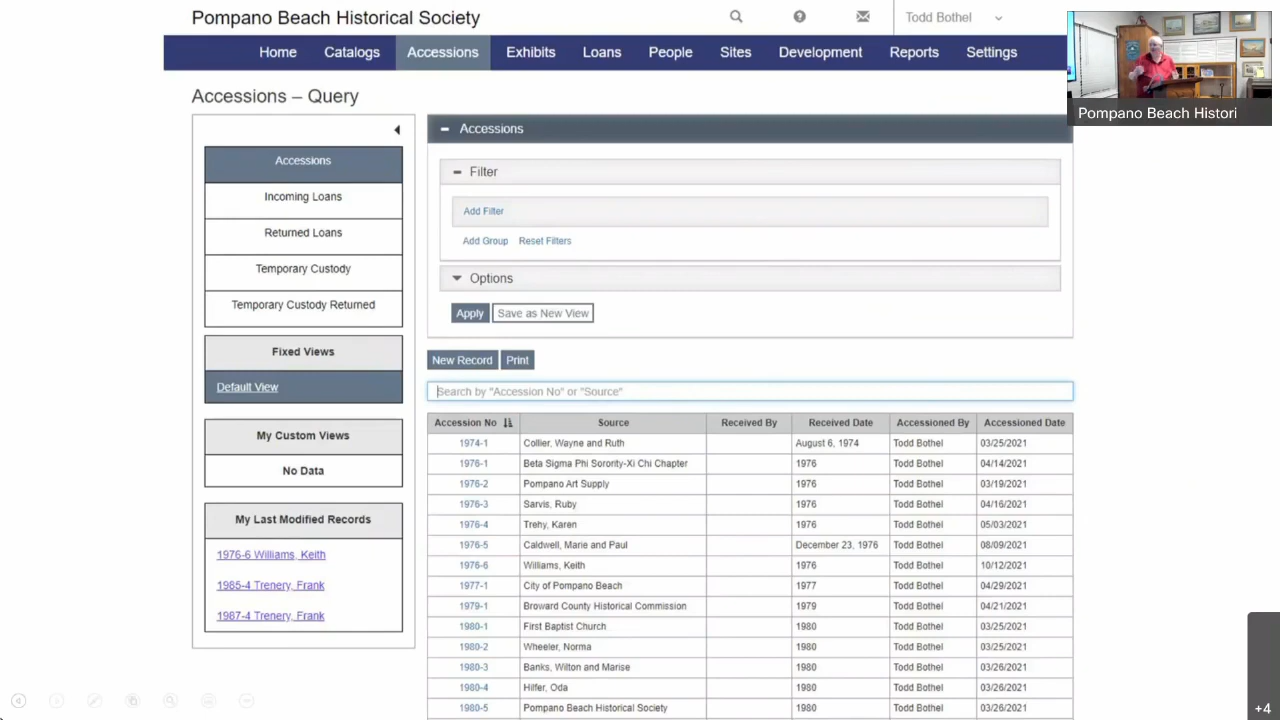 Pompano Beach Historical Society
Todd Bothel
Home Catalogs Accessions Exhibits Loans People Sites Development Reports Settings
Pompano Beach Histori
Accessions – Query
Accessions
Incoming Loans
Returned Loans
Temporary Custody
Temporary Custody Returned
Fixed Views
Default View
My Custom Views
No Data
My Last Modified Records
1976-6 Williams, Keith
1985-4 Trenery, Frank
1987-4 Trenery, Frank
Accessions
Filter
Add Filter
Add Group Reset Filters
Options
Apply Save as New View
New Record Print
Search by "Accession No" or "Source"
Accession No Source Received By Received Date Accessioned By Accessioned Date
1974-1 Collier, Wayne and Ruth August 6, 1974 Todd Bothel 03/25/2021
1976-1 Beta Sigma Phi Sorority-Xi Chi Chapter 1976 Todd Bothel 04/14/2021
1976-2 Pompano Art Supply 1976 Todd Bothel 03/19/2021
1976-3 Sarvis, Ruby 1976 Todd Bothel 04/16/2021
1976-4 Trehy, Karen 1976 Todd Bothel 05/03/2021
1976-5 Caldwell, Marie and Paul December 23, 1976 Todd Bothel 08/09/2021
1976-6 Williams, Keith 1976 Todd Bothel 10/12/2021
1977-1 City of Pompano Beach 1977 Todd Bothel 04/29/2021
1979-1 Broward County Historical Commission 1979 Todd Bothel 04/21/2021
1980-1 First Baptist Church 1980 Todd Bothel 03/25/2021
1980-2 Wheeler, Norma 1980 Todd Bothel 03/25/2021
1980-3 Banks, Wilton and Marise 1980 Todd Bothel 03/26/2021
1980-4 Hilfer, Oda 1980 Todd Bothel 03/26/2021
1980-5 Pompano Beach Historical Society 1980 Todd Bothel 03/26/2021
+4